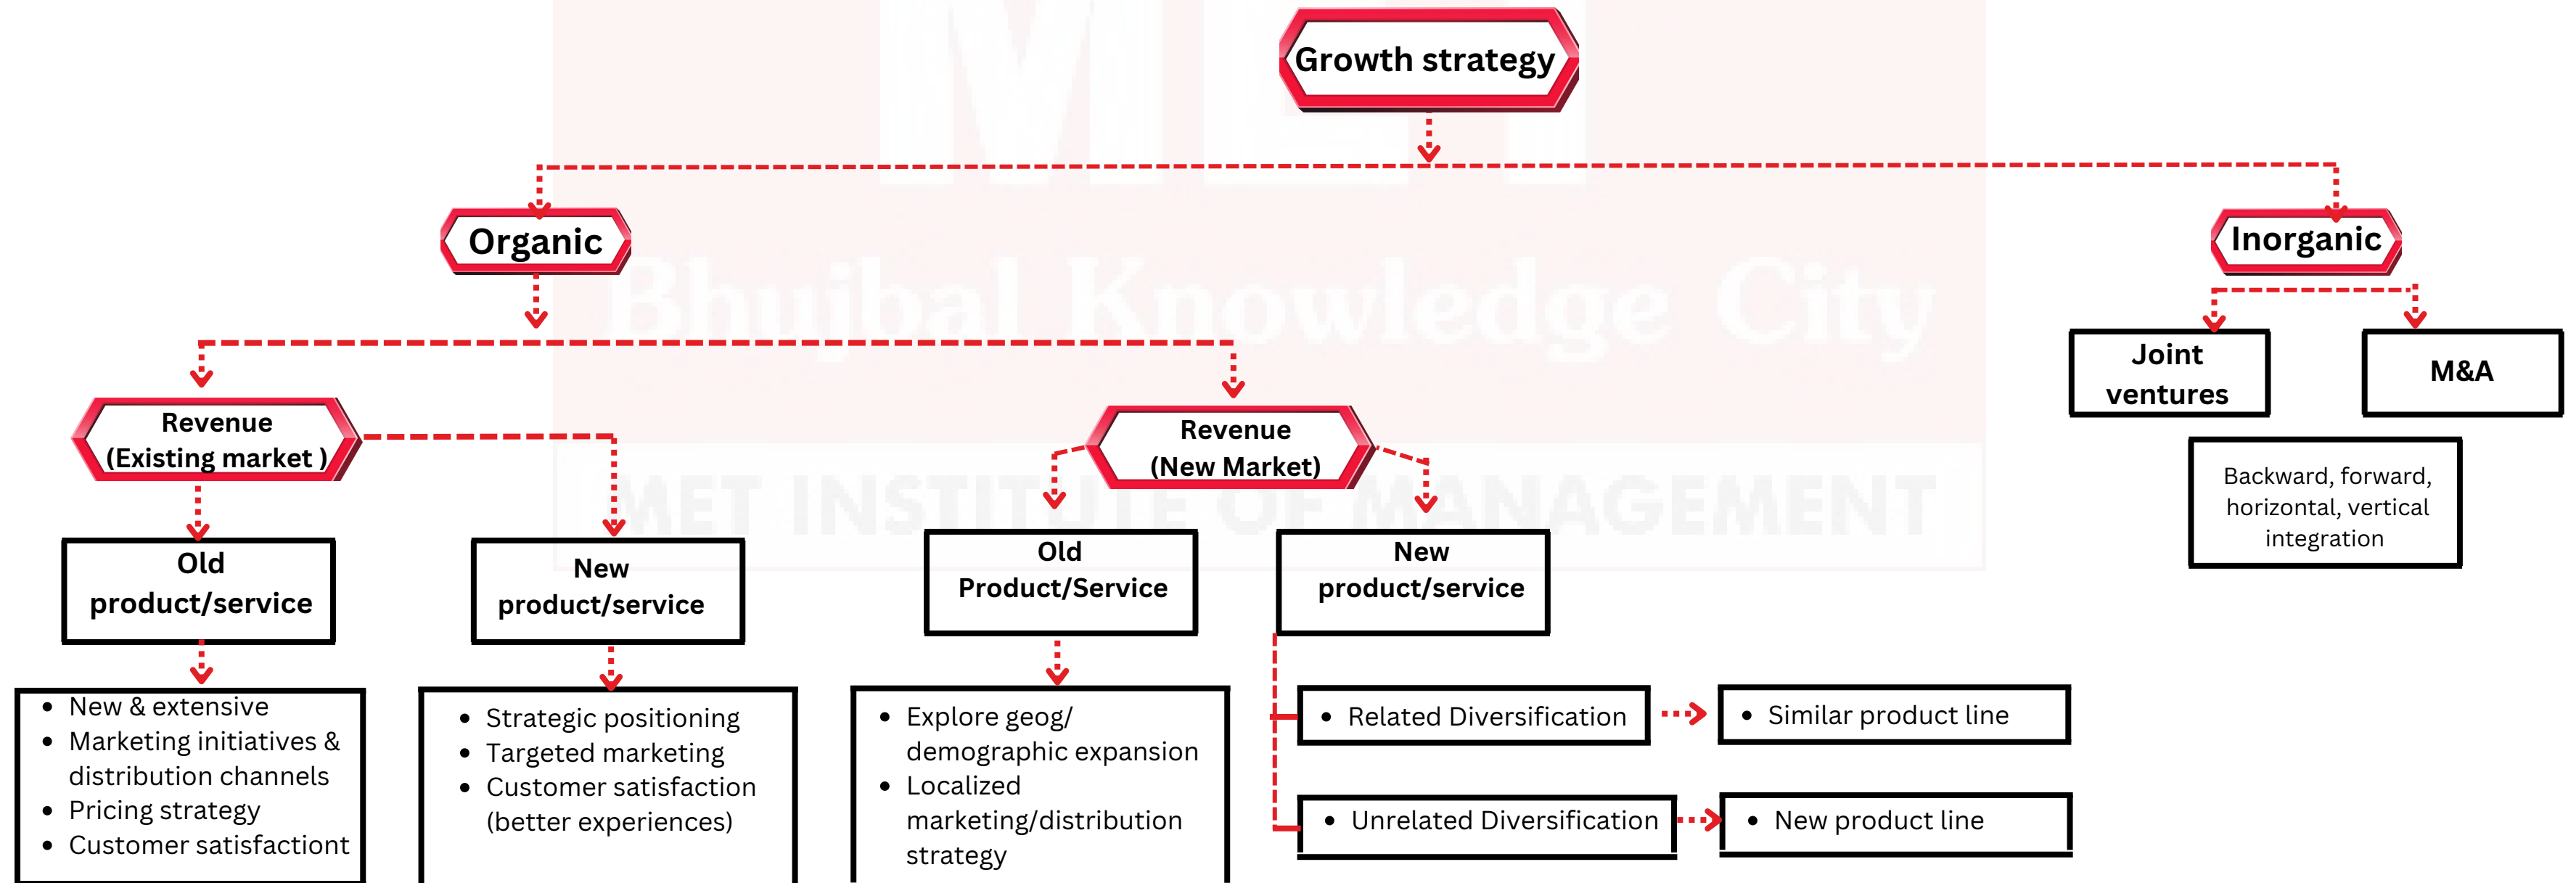 MET
Growth strategy
Organic
Inorganic
Bhujbal Knowledge City
MET INSTITUTE OF MANAGEMENT
Joint
ventures
M&A
Backward, forward,
horizontal, vertical
integration
Revenue
(Existing market )
Revenue
(New Market)
Old
product/service
New
product/service
Old
Product/Service
New
product/service
• New & extensive
• Marketing initiatives &
distribution channels
• Pricing strategy
• Customer satisfactiont
• Strategic positioning
• Targeted marketing
• Customer satisfaction
(better experiences)
• Explore geog/
demographic expansion
• Localized
marketing/distribution
strategy
• Related Diversification
• Similar product line
• Unrelated Diversification
• New product line